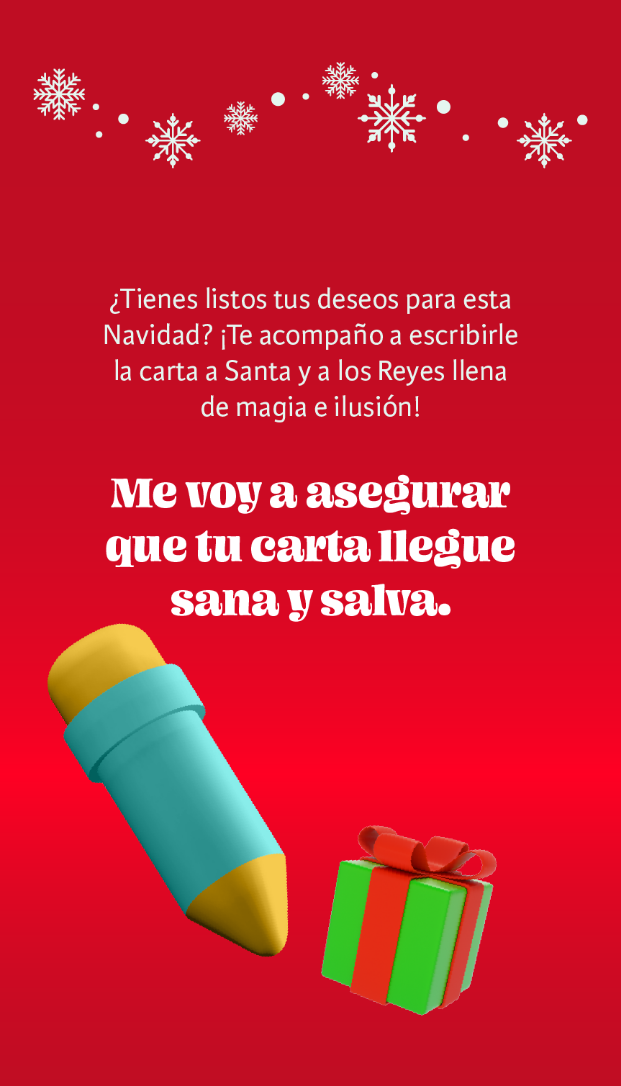 ¿Tienes listos tus deseos para esta
Navidad? ¡Te acompaño a escribirle
la carta a Santa y a los Reyes llena
de magia e ilusión!
Me voy a asegurar
que tu carta llegue
sana y salva.